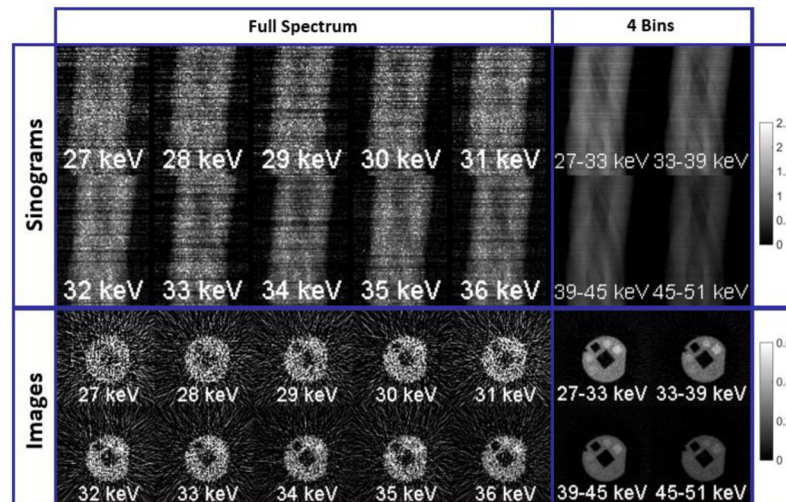 Full Spectrum 4 Bins
Sinograms
27 keV 28 keV 29 keV 30 keV 31 keV 27-33 keV 33-39 keV
32 keV 33 keV 34 keV 35 keV 36 keV 39-45 keV 45-51 keV
2
1
0
Images
27 keV 28 keV 29 keV 30 keV 31 keV 27-33 keV 33-39 keV
32 keV 33 keV 34 keV 35 keV 36 keV 39-45 keV 45-51 keV
0